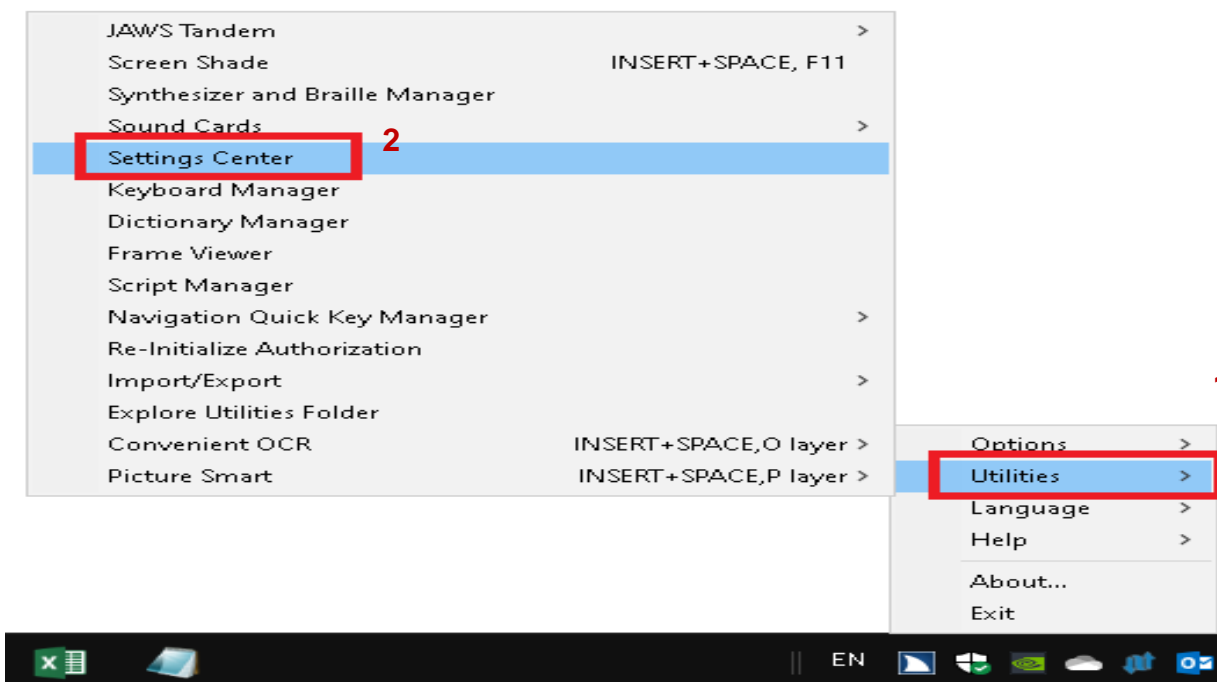 JAWS Tandem >
Screen Shade INSERT+SPACE, F11
Synthesizer and Braille Manager
Sound Cards >
2
Settings Center
Keyboard Manager
Dictionary Manager
Frame Viewer
Script Manager
Navigation Quick Key Manager >
Re-Initialize Authorization
Import/Export >
Explore Utilities Folder
Convenient OCR INSERT+SPACE,O layer >
Picture Smart INSERT+SPACE,P layer >
Options >
Utilities >
Language >
Help >
About...
Exit
EN